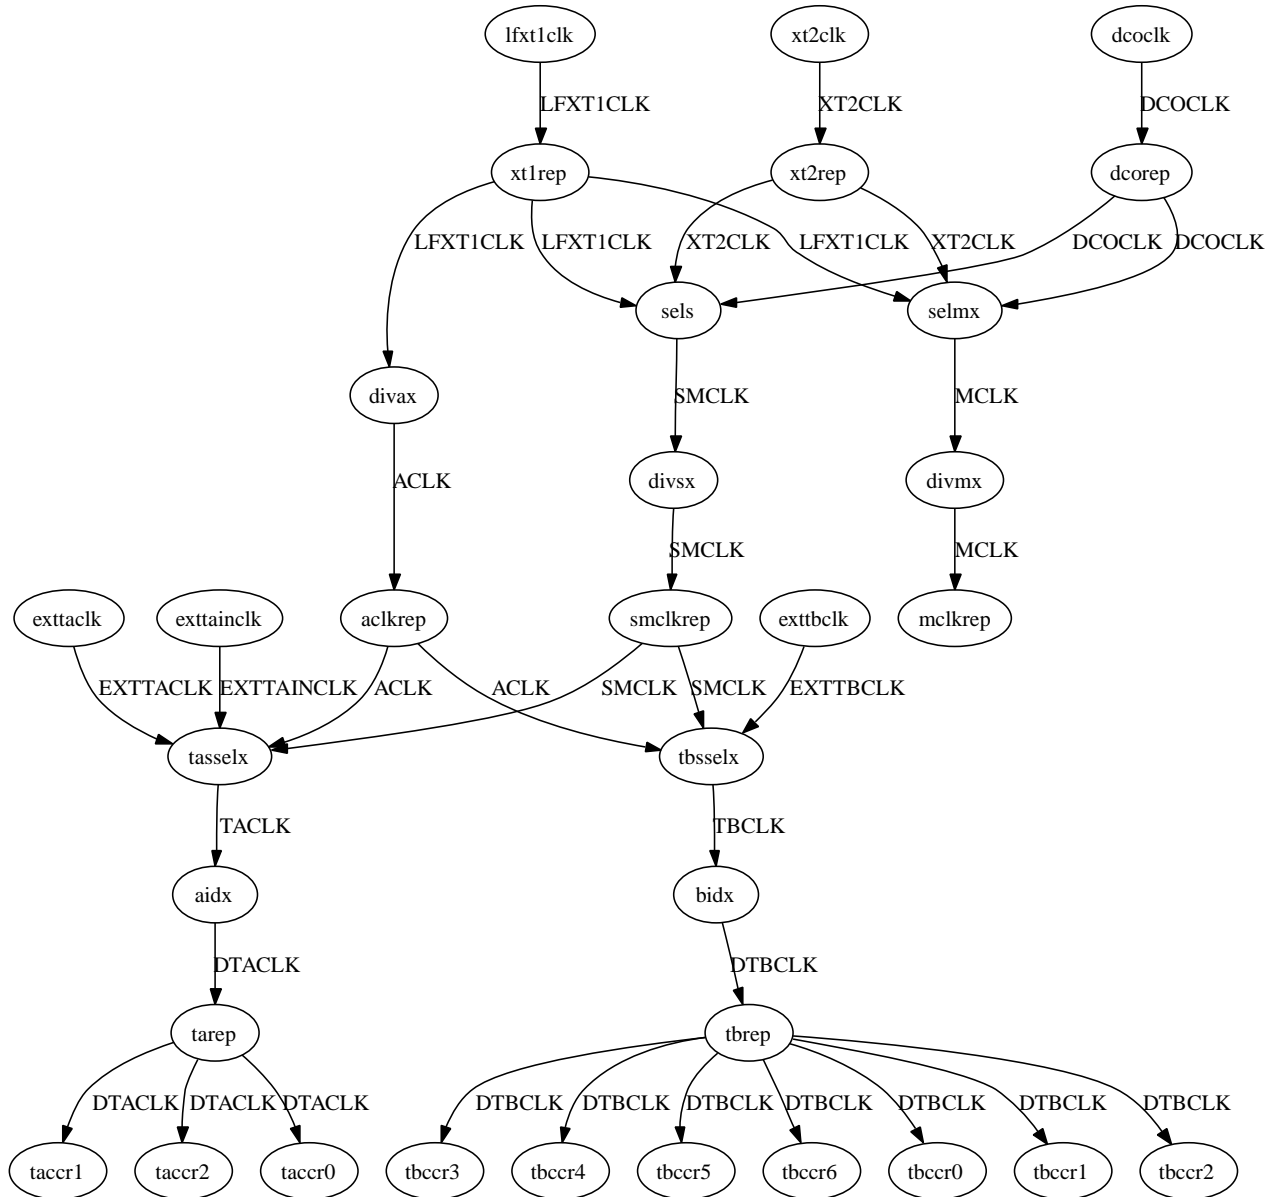 lfxt1clk xt2clk dcoclk
LFXT1CLK XT2CLK DCOCLK
xt1rep xt2rep dcorep
LFXT1CLK LFXT1CLK XT2CLK LFXT1CLK XT2CLK DCOCLK DCOCLK
sels selmx
divax SMCLK MCLK
ACLK divsx divmx
SMCLK MCLK
exttaclk exttainclk aclkrep smclkrep exttbclk mclkrep
EXTTACLK EXTTAINCLK ACLK ACLK SMCLK SMCLK EXTTBCLK
tasselx tbsselx
TACLK TBCLK
aidx bidx
DTACLK DTBCLK
tarep tbrep
DTACLK DTACLK DTACLK DTBCLK DTBCLK DTBCLK DTBCLK DTBCLK DTBCLK DTBCLK
taccr1 taccr2 taccr0 tbccr3 tbccr4 tbccr5 tbccr6 tbccr0 tbccr1 tbccr2